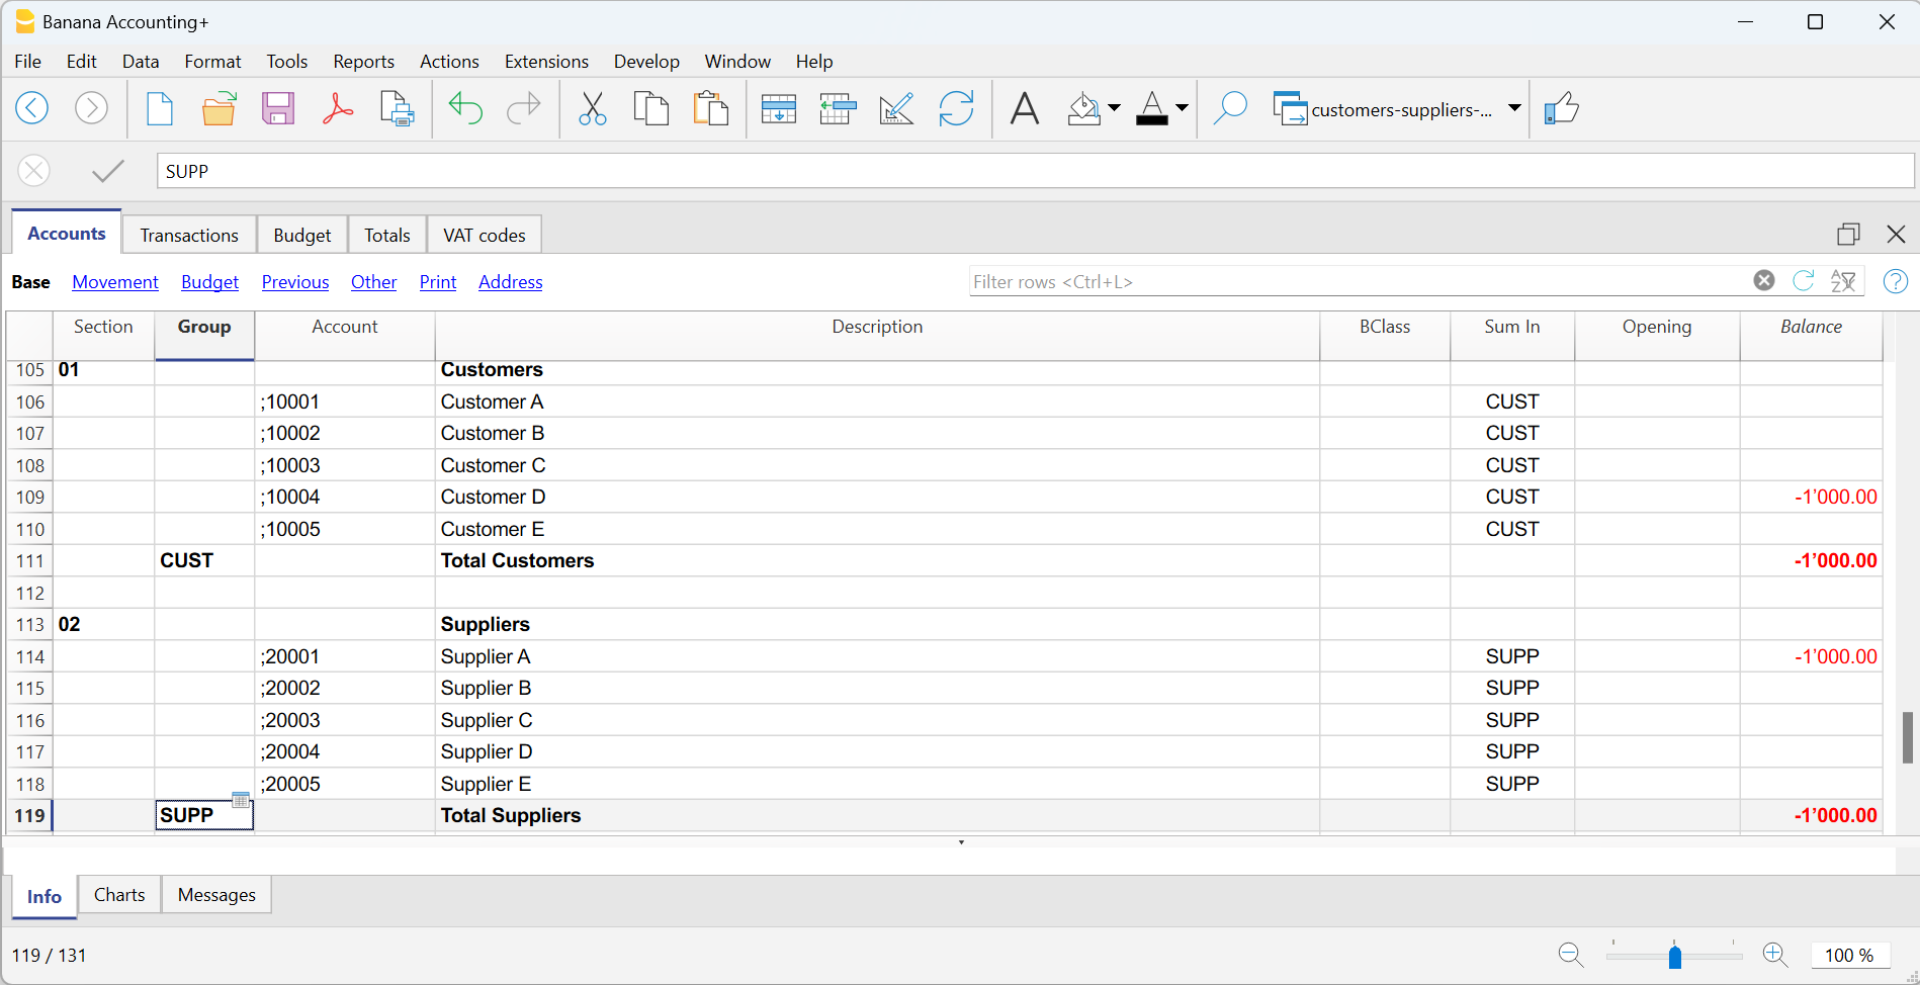 Banana Accounting+
File Edit Data Format Tools Reports Actions Extensions Develop Window Help
customers-suppliers-...
SUPP
Accounts Transactions Budget Totals VAT codes
Base Movement Budget Previous Other Print Address Filter rows <Ctrl+L>
Section Group Account Description BClass Sum In Opening Balance
105 01 Customers
106 ;10001 Customer A CUST
107 ;10002 Customer B CUST
108 ;10003 Customer C CUST
109 ;10004 Customer D CUST -1’000.00
110 ;10005 Customer E CUST
111 CUST Total Customers -1’000.00
112
113 02 Suppliers
114 ;20001 Supplier A SUPP -1’000.00
115 ;20002 Supplier B SUPP
116 ;20003 Supplier C SUPP
117 ;20004 Supplier D SUPP
118 ;20005 Supplier E SUPP
119 SUPP Total Suppliers -1’000.00
Info Charts Messages
119 / 131 100 %